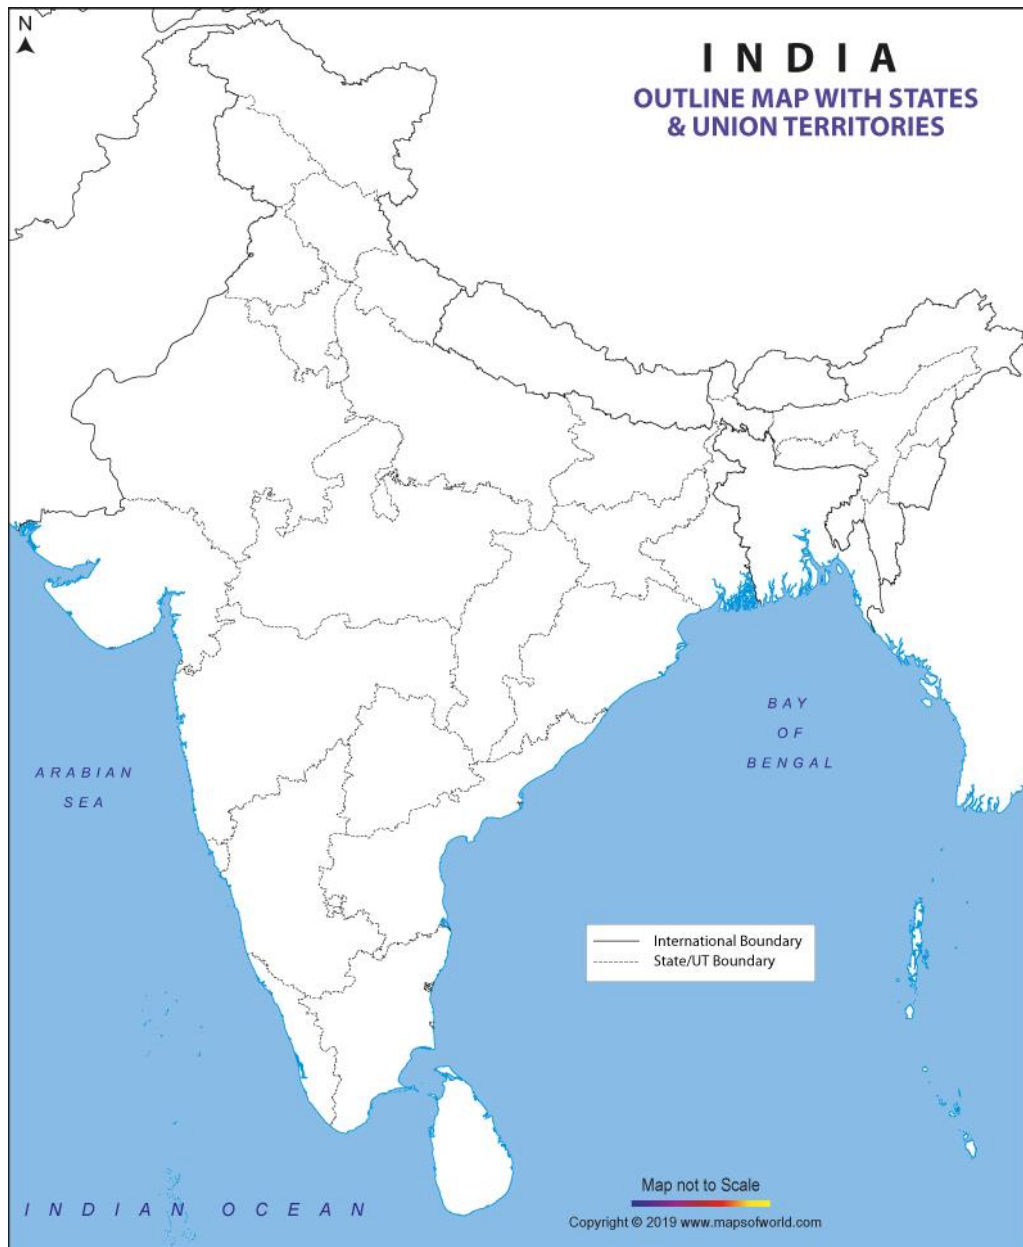 N
INDIA
OUTLINE MAP WITH STATES
& UNION TERRITORIES
BAY
OF
BENGAL
ARABIAN
SEA
International Boundary
State/UT Boundary
INDIAN OCEAN
Map not to Scale
Copyright © 2019 www.mapsofworld.com